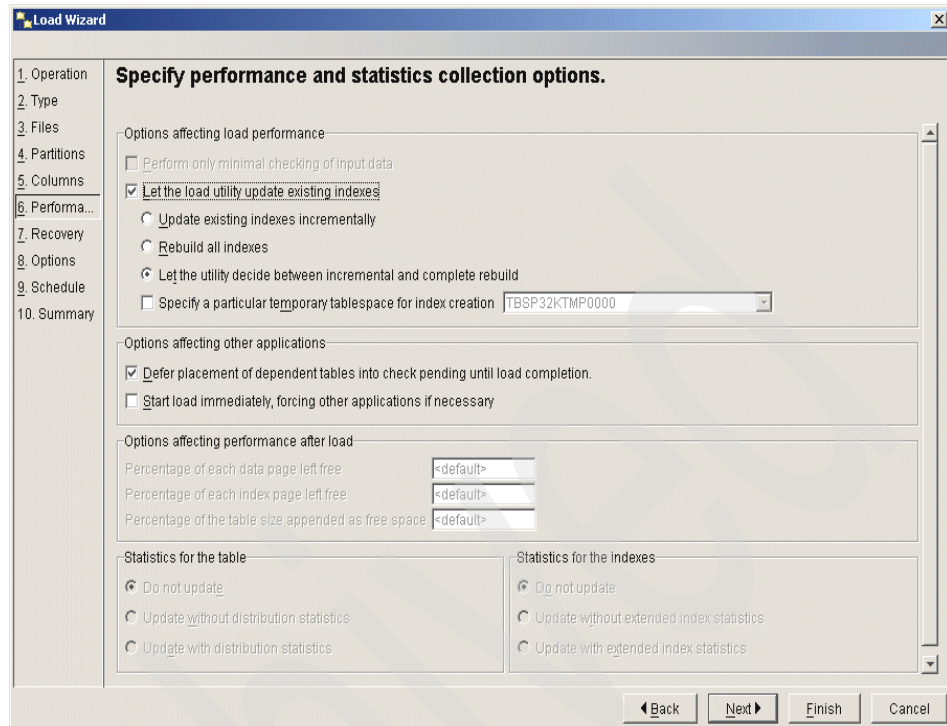 Load Wizard
1. Operation
2. Type
3. Files
4. Partitions
5. Columns
6. Performa...
7. Recovery
8. Options
9. Schedule
10. Summary
Specify performance and statistics collection options.
Options affecting load performance
Perform only minimal checking of input data
Let the load utility update existing indexes
Update existing indexes incrementally
Rebuild all indexes
Let the utility decide between incremental and complete rebuild
Specify a particular temporary tablespace for index creation TBSP32KTMP0000
Options affecting other applications
Defer placement of dependent tables into check pending until load completion.
Start load immediately, forcing other applications if necessary
Options affecting performance after load
Percentage of each data page left free <default>
Percentage of each index page left free <default>
Percentage of the table size appended as free space <default>
Statistics for the table
Do not update
Update without distribution statistics
Update with distribution statistics
Statistics for the indexes
Do not update
Update without extended index statistics
Update with extended index statistics
Back Next Finish Cancel